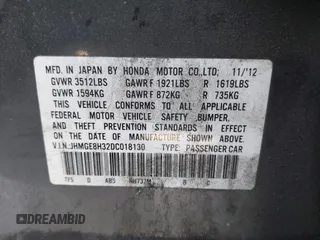 MFD. IN JAPAN BY HONDA MOTOR CO.,LTD. 11/'12
GVWR 3512LBS GAWR F 1921LBS R 1619LBS
GVWR 1594KG GAWR F 872KG R 735KG
THIS VEHICLE CONFORMS TO ALL APPLICABLE
FEDERAL MOTOR VEHICLE SAFETY, BUMPER,
AND THEFT PREVENTION STANDARDS IN EFFECT
ON THE DATE OF MANUFACTURE SHOWN ABOVE.
V.I.N.:JHMGE8H32DC018130 TYPE:PASSENGER CAR
TF5 D ABS B C
DREAMBID